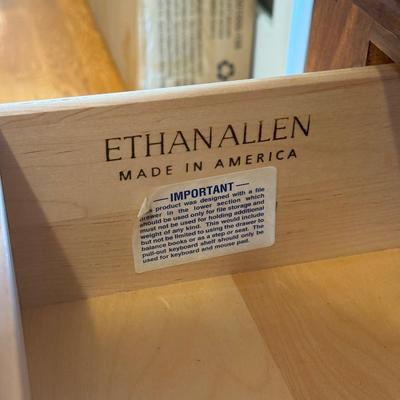 ETHAN ALLEN
MADE IN AMERICA
—IMPORTANT—
product was designed with a file
drawer in the lower section which
should be used only for file storage and
must not be used for holding additional
weight of any kind. This would include
but not be limited to using the drawer to
balance books or as a step or seat. The
pull-out keyboard shelf should only be
used for keyboard and mouse pad.